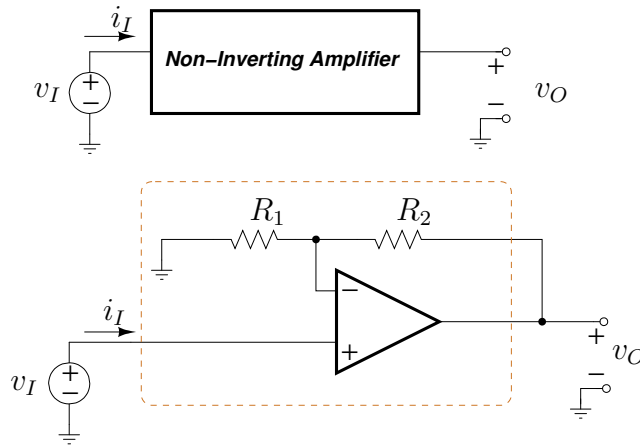 i_I
Non–Inverting Amplifier
+
−
v_I
+
−
v_O
R_1
R_2
−
i_I
+
+
−
v_I
+
−
v_O